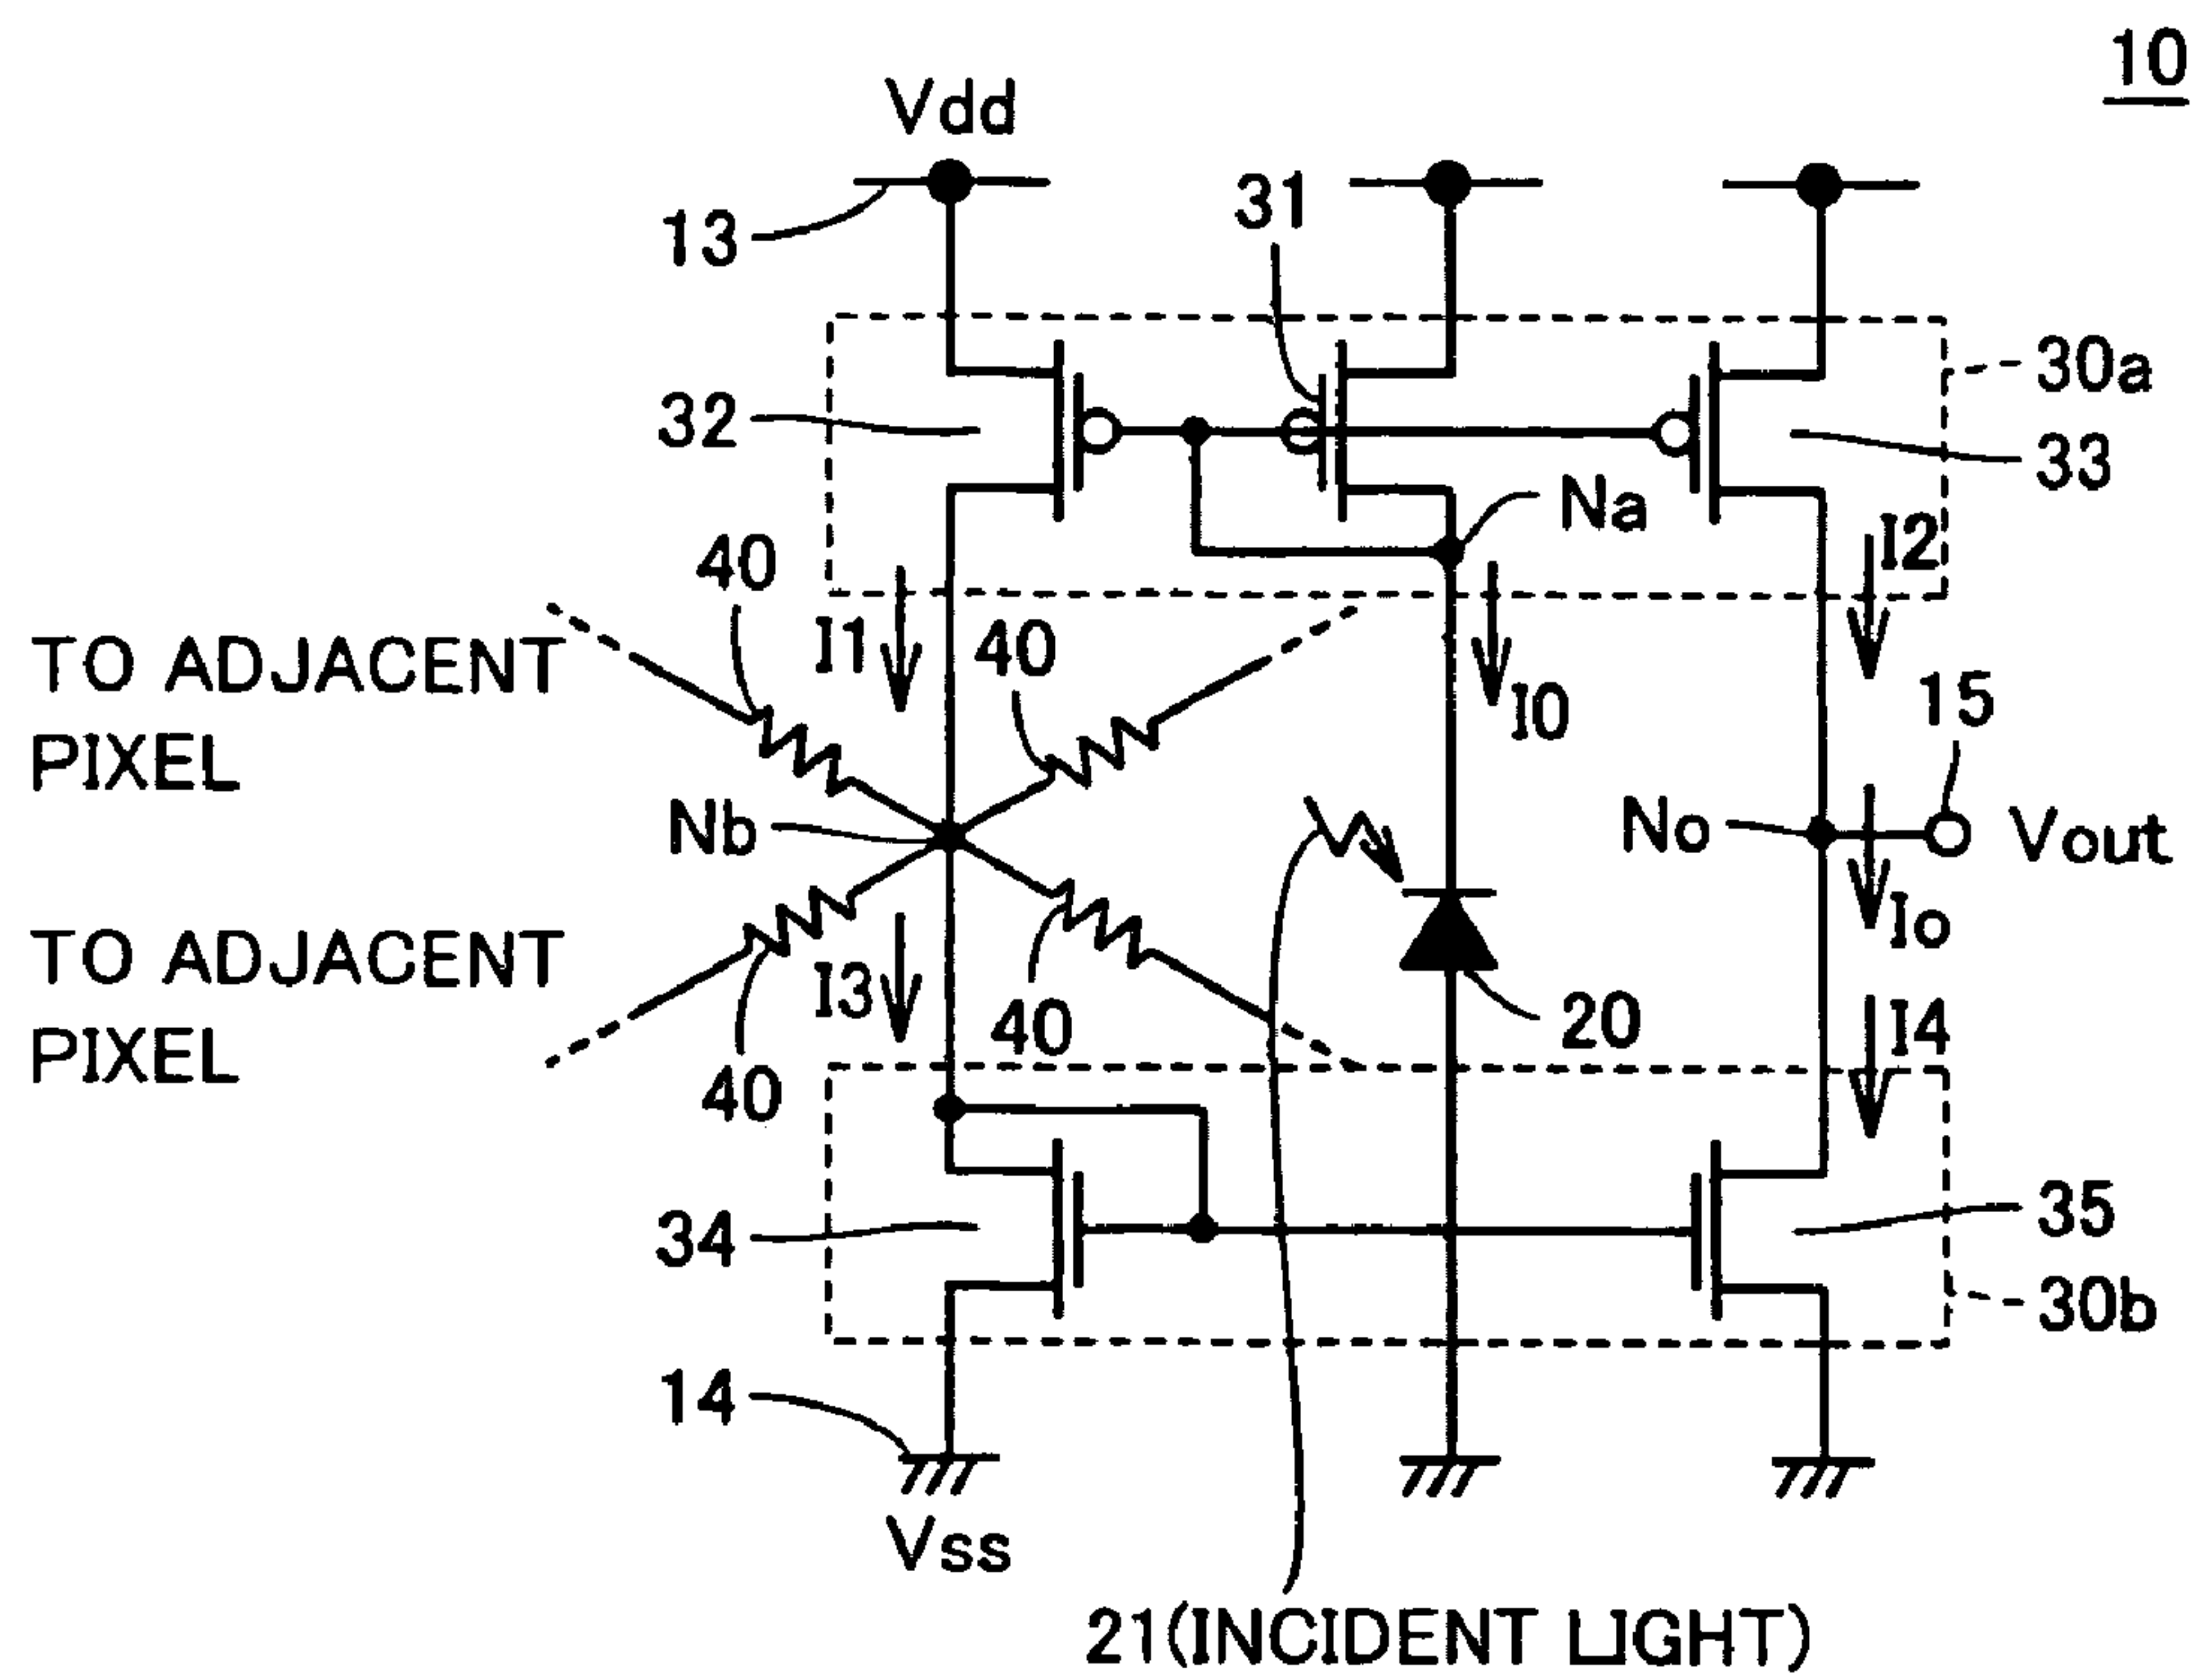 10
Vdd
13
31
30a
32
33
Na
40
I2
TO ADJACENT
PIXEL
I1
40
I0
15
Nb
No
Vout
Io
TO ADJACENT
PIXEL
I3
40
20
I4
40
34
35
30b
14
Vss
21(INCIDENT LIGHT)